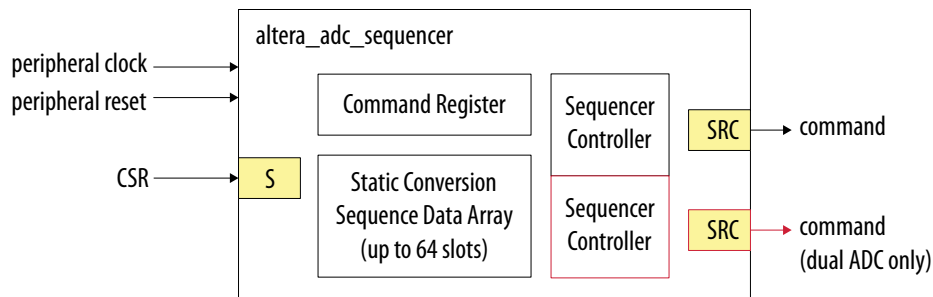 altera_adc_sequencer
peripheral clock
peripheral reset
CSR
S
Command Register
Static Conversion
Sequence Data Array
(up to 64 slots)
Sequencer
Controller
Sequencer
Controller
SRC
command
SRC
command
(dual ADC only)